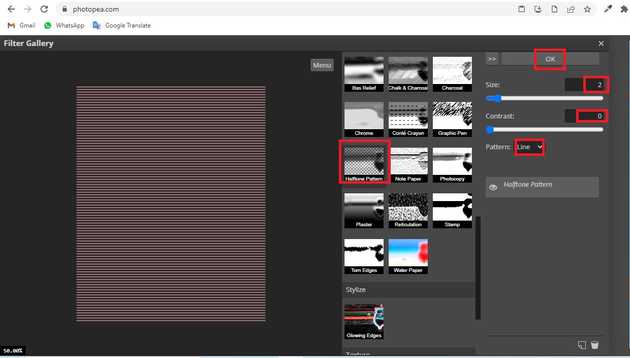 photopea.com
Gmail
WhatsApp
Google Translate
Filter Gallery
Menu
Bas Relief
Chalk & Charcoal
Charcoal
Chrome
Conté Crayon
Graphic Pen
Halftone Pattern
Note Paper
Photocopy
Plaster
Reticulation
Stamp
Torn Edges
Water Paper
Stylize
Glowing Edges
Texture
>>
OK
Size:
2
Contrast:
0
Pattern:
Line
Halftone Pattern
50.00%